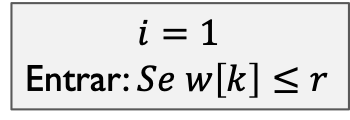 i = 1
Entrar: Se w[k] ≤ r